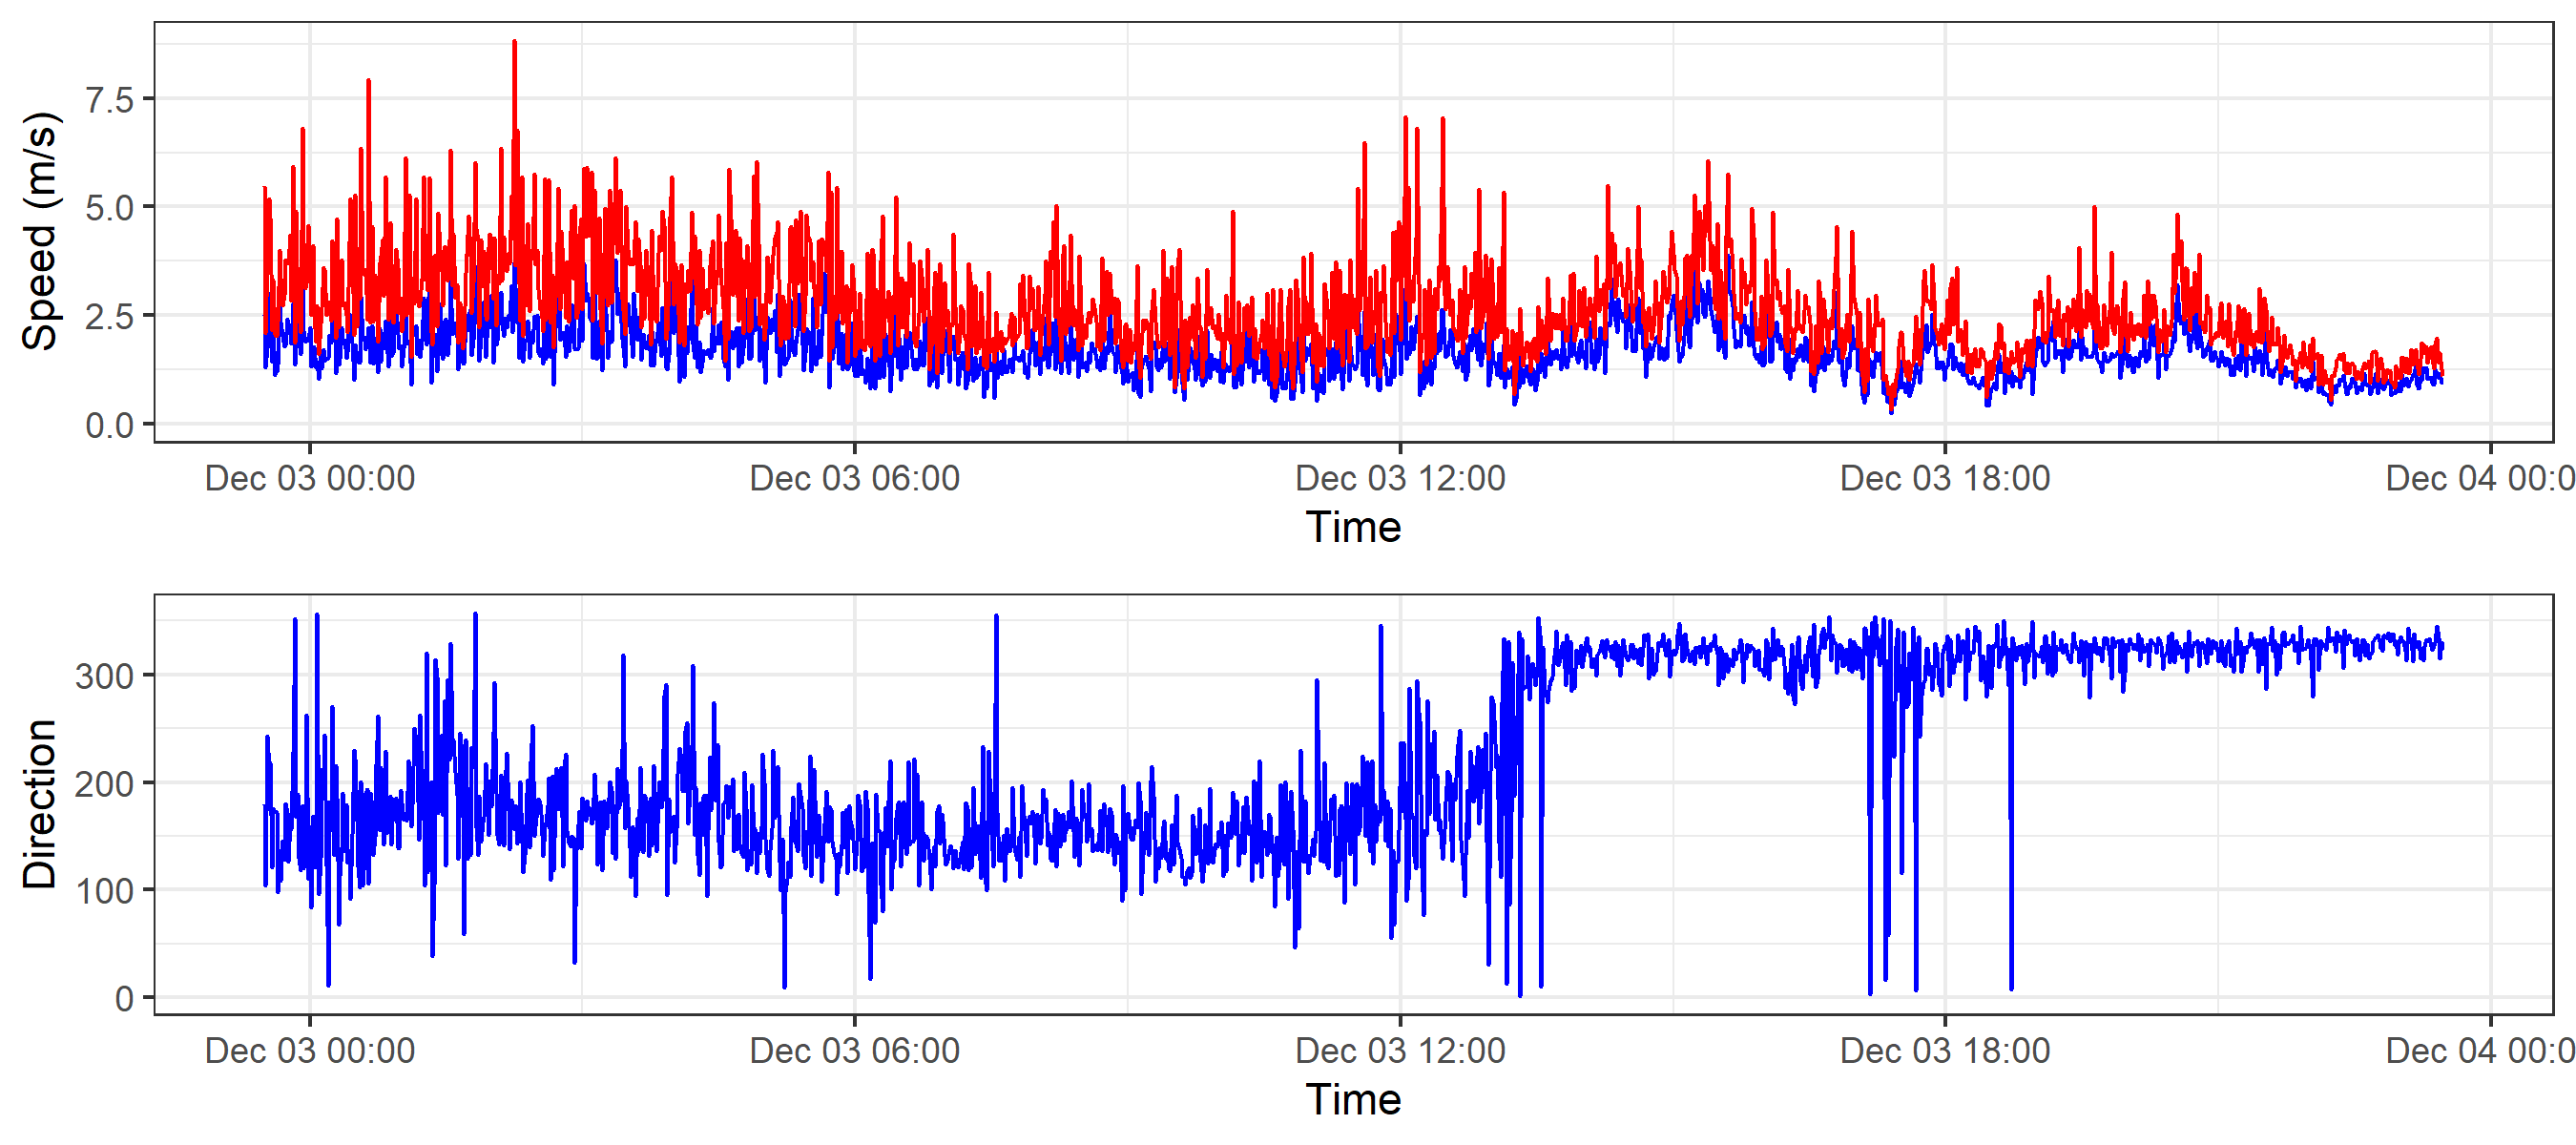 Speed (m/s)
7.5
5.0
2.5
0.0
Dec 03 00:00
Dec 03 06:00
Dec 03 12:00
Dec 03 18:00
Dec 04 00:0
Time
Direction
300
200
100
0
Dec 03 00:00
Dec 03 06:00
Dec 03 12:00
Dec 03 18:00
Dec 04 00:0
Time